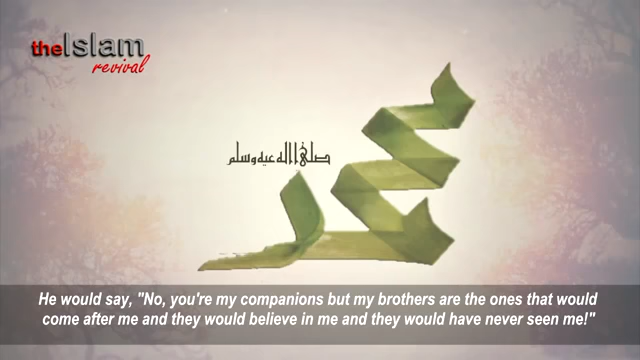 theIslam
revival
صلى الله عليه وسلم
محمد
He would say, "No, you're my companions but my brothers are the ones that would
come after me and they would believe in me and they would have never seen me!"